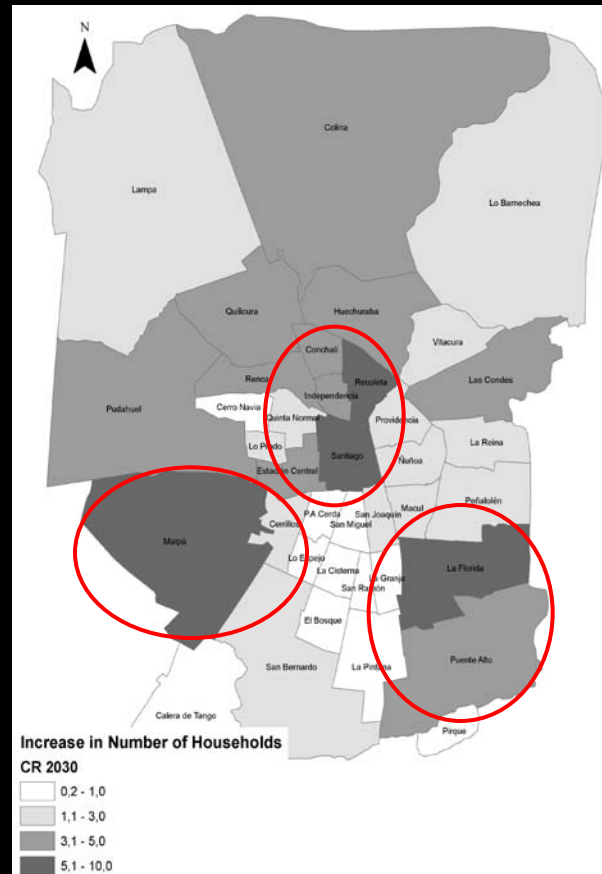 N
Colina
Lampa
Lo Barnechea
Quilicura
Huechuraba
Vitacura
Conchalí
Las Condes
Renca
Recoleta
Pudahuel
Independencia
Cerro Navia
Quinta Normal
Providencia
Lo Prado
La Reina
Santiago
Ñuñoa
Estación Central
Peñalolén
Macul
P.A. Cerda
San Joaquín
Cerrillos
San Miguel
Maipú
Lo Espejo
La Florida
La Cisterna
La Granja
San Ramón
El Bosque
Puente Alto
San Bernardo
La Pintana
Calera de Tango
Pirque
Increase in Number of Households
CR 2030
0,2 - 1,0
1,1 - 3,0
3,1 - 5,0
5,1 - 10,0